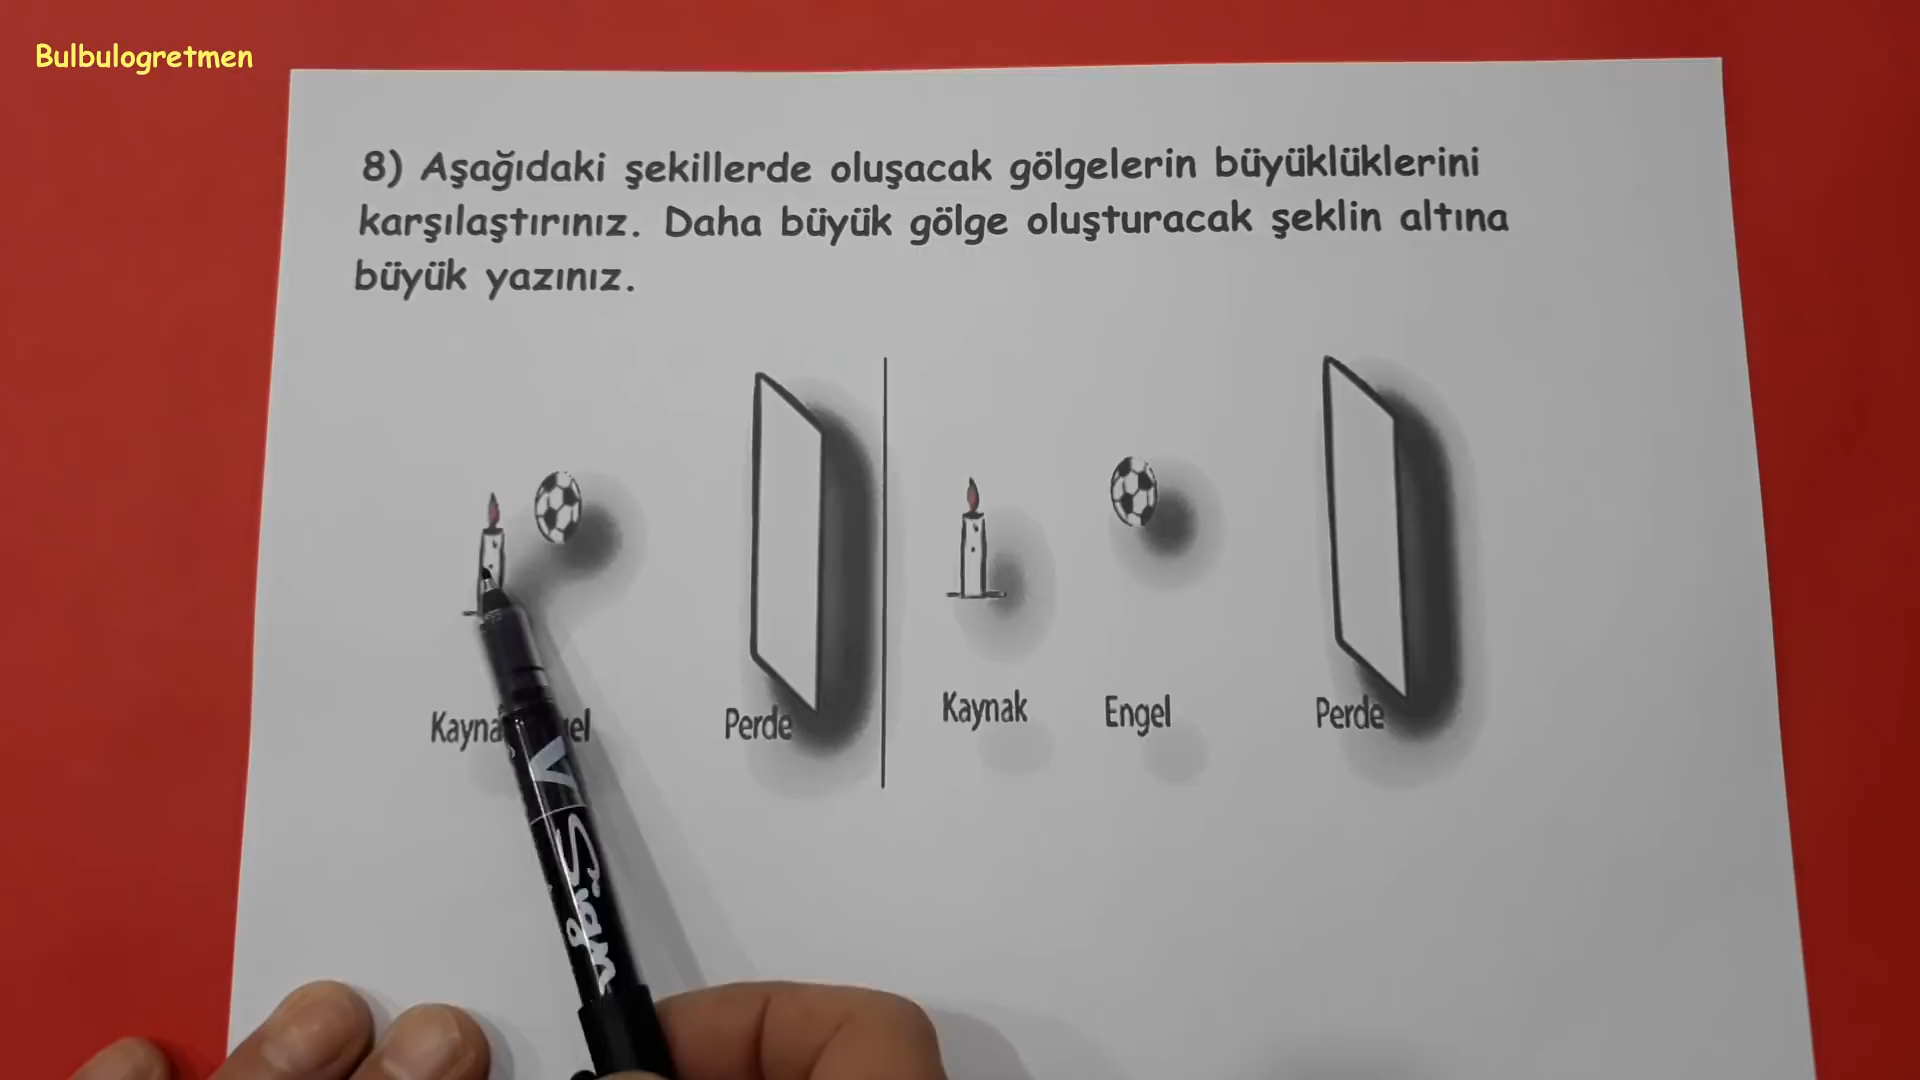 Bulbulogretmen
8) Aşağıdaki şekillerde oluşacak gölgelerin büyüklüklerini
karşılaştırınız. Daha büyük gölge oluşturacak şeklin altına
büyük yazınız.
Perde Kaynak Engel Perde
V Sign